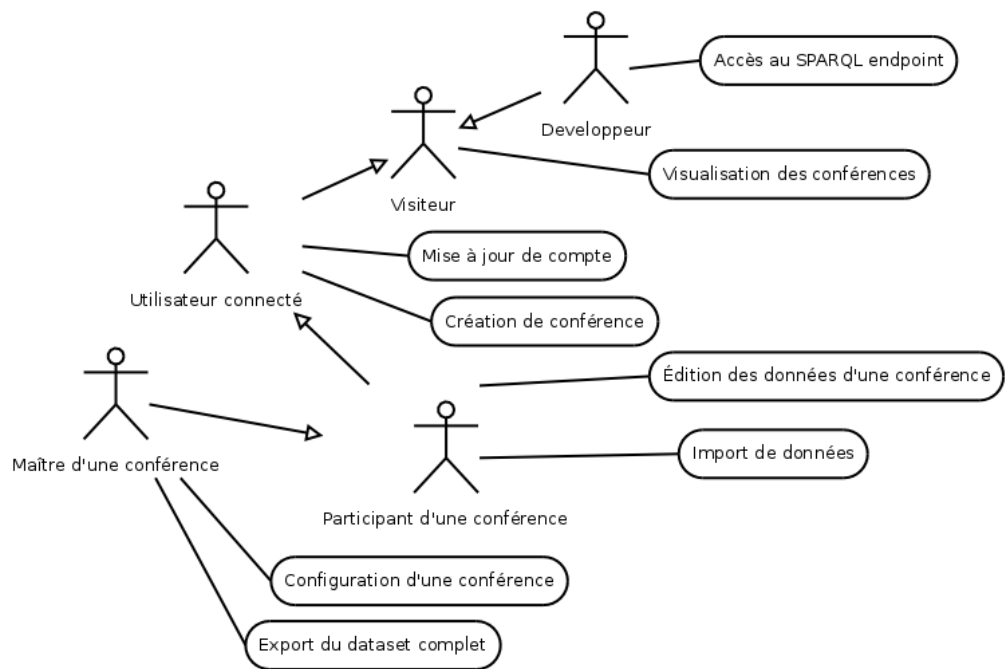 Accès au SPARQL endpoint
Developpeur
Visualisation des conférences
Visiteur
Mise à jour de compte
Utilisateur connecté
Création de conférence
Édition des données d'une conférence
Import de données
Maître d'une conférence
Participant d'une conférence
Configuration d'une conférence
Export du dataset complet